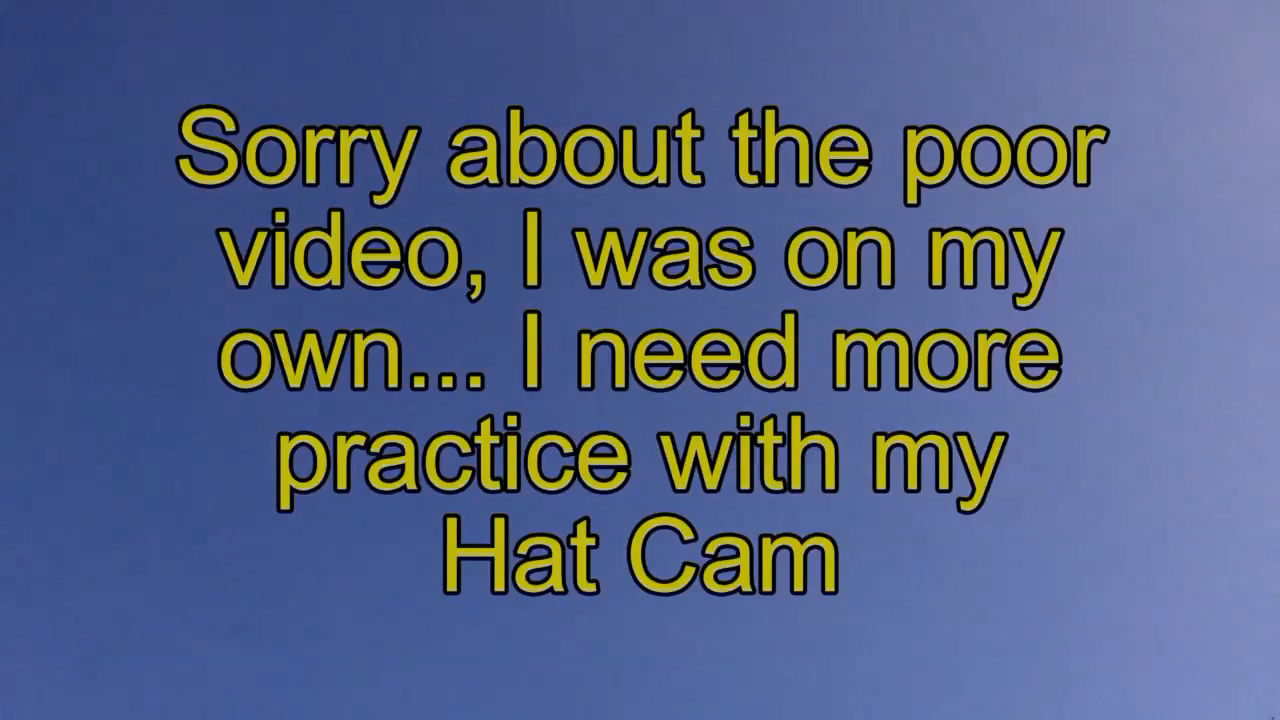 Sorry about the poor
video, I was on my
own... I need more
practice with my
Hat Cam